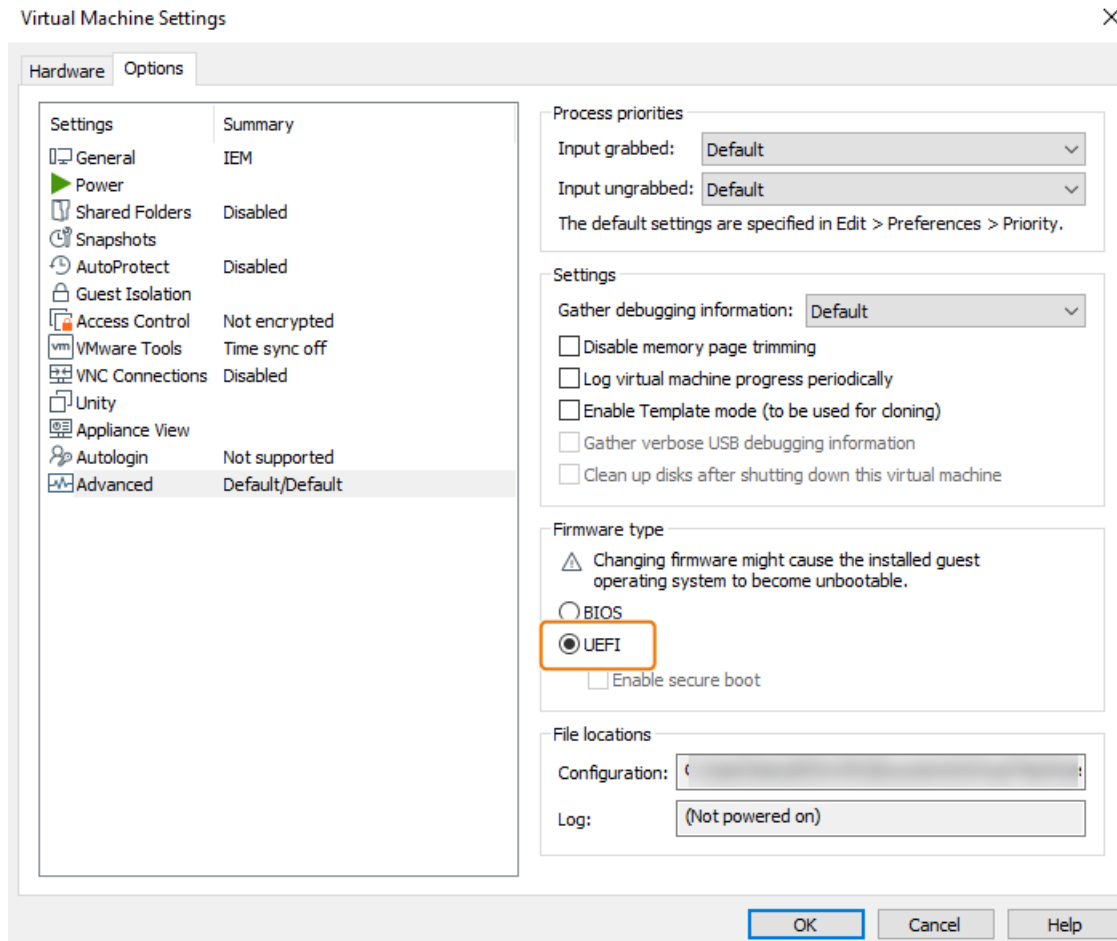 Virtual Machine Settings
Hardware
Options
Settings Summary
General IEM
Power
Shared Folders Disabled
Snapshots
AutoProtect Disabled
Guest Isolation
Access Control Not encrypted
vm VMware Tools Time sync off
VNC Connections Disabled
Unity
Appliance View
Autologin Not supported
Advanced Default/Default
Process priorities
Input grabbed: Default
Input ungrabbed: Default
The default settings are specified in Edit > Preferences > Priority.
Settings
Gather debugging information: Default
Disable memory page trimming
Log virtual machine progress periodically
Enable Template mode (to be used for cloning)
Gather verbose USB debugging information
Clean up disks after shutting down this virtual machine
Firmware type
Changing firmware might cause the installed guest
operating system to become unbootable.
BIOS
UEFI
Enable secure boot
File locations
Configuration:
Log: (Not powered on)
OK Cancel Help